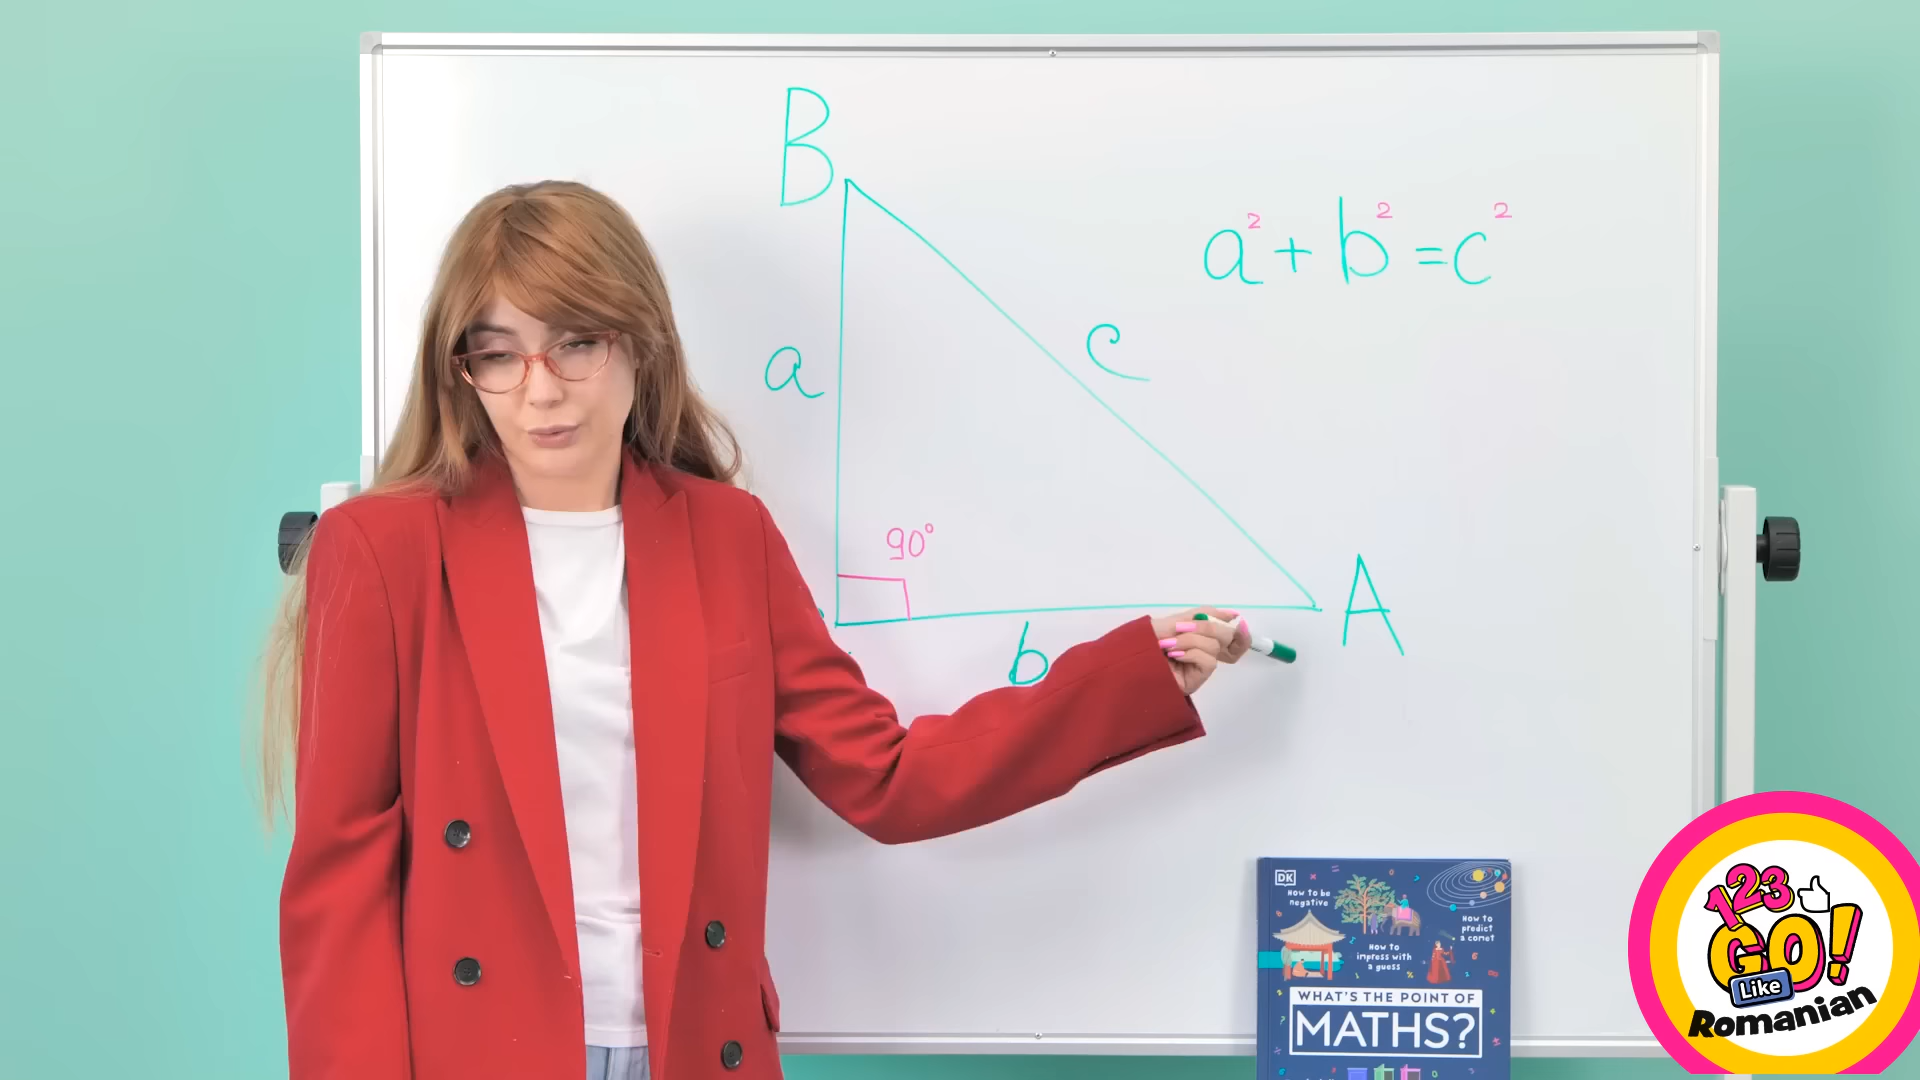 B
a² + b² = c²
c
a
90°
A
b
DK
How to be
negative
How to
predict
a comet
How to
impress with
a guess
WHAT'S THE POINT OF
MATHS?
123
GO!
Like
Romanian